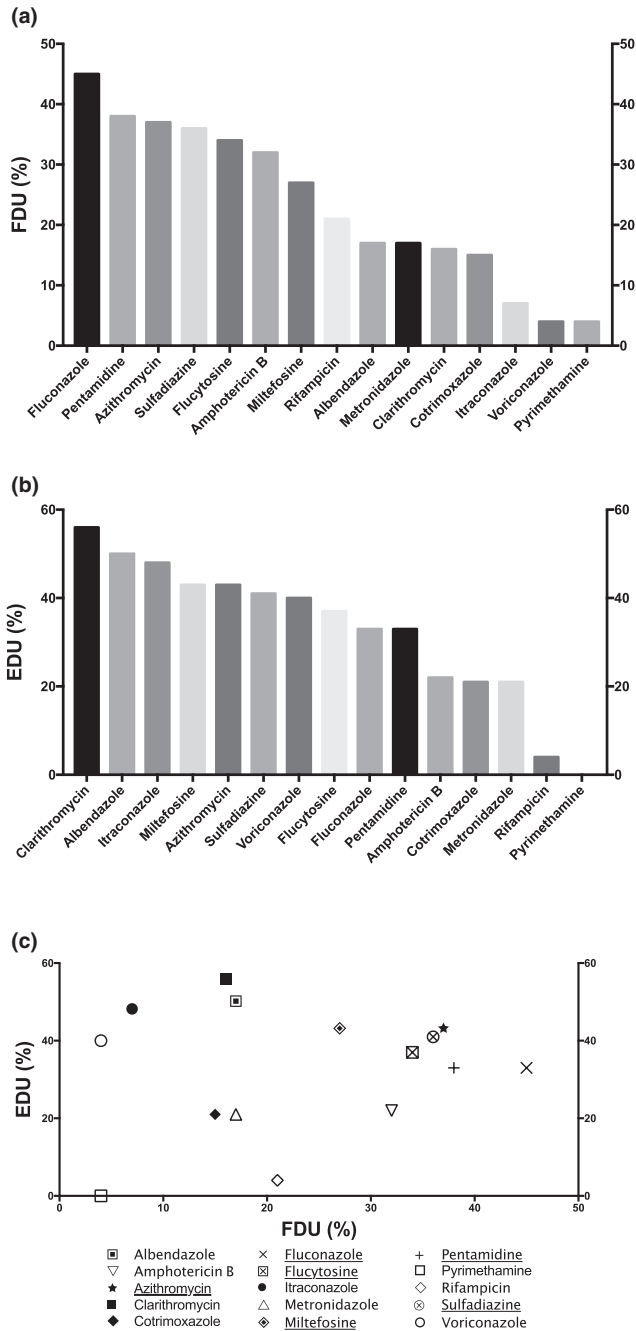 (a)
50
50
40
40
30
30
20
20
10
10
0
0
FDU (%)
Fluconazole
Pentamidine
Azithromycin
Sulfadiazine
Flucytosine
Amphotericin B
Miltefosine
Rifampicin
Albendazole
Metronidazole
Clarithromycin
Cotrimoxazole
Itraconazole
Voriconazole
Pyrimethamine
(b)
60
60
40
40
20
20
0
0
EDU (%)
Clarithromycin
Albendazole
Itraconazole
Miltefosine
Azithromycin
Sulfadiazine
Voriconazole
Flucytosine
Fluconazole
Pentamidine
Amphotericin B
Cotrimoxazole
Metronidazole
Rifampicin
Pyrimethamine
(c)
60
60
40
40
20
20
0
0
EDU (%)
0 10 20 30 40 50
FDU (%)
Albendazole Fluconazole Pentamidine
Amphotericin B Flucytosine Pyrimethamine
Azithromycin Itraconazole Rifampicin
Clarithromycin Metronidazole Sulfadiazine
Cotrimoxazole Miltefosine Voriconazole